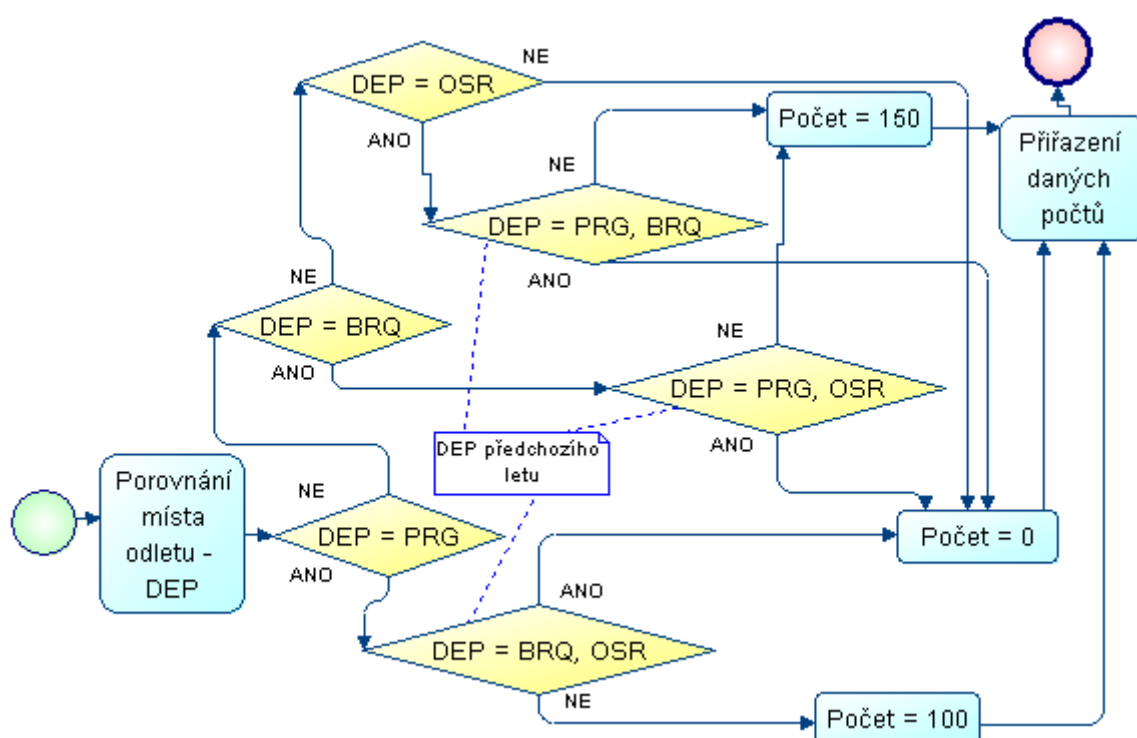 NE
DEP = OSR
ANO
Počet = 150
Přiřazení
daných
počtů
NE
DEP = PRG, BRQ
ANO
NE
DEP = BRQ
ANO
NE
DEP = PRG, OSR
ANO
DEP předchozího
letu
Porovnání
místa
odletu -
DEP
NE
DEP = PRG
ANO
Počet = 0
ANO
DEP = BRQ, OSR
NE
Počet = 100